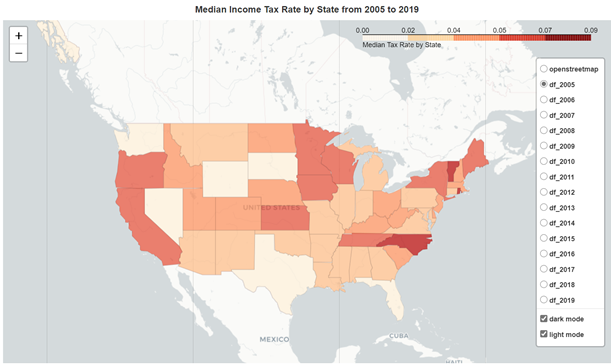 Median Income Tax Rate by State from 2005 to 2019
+
−
0.00 0.02 0.04 0.06 0.07 0.09
Median Tax Rate by State
openstreetmap
df_2005
df_2006
df_2007
df_2008
df_2009
df_2010
df_2011
df_2012
df_2013
df_2014
df_2015
df_2016
df_2017
df_2018
df_2019
dark mode
light mode
UNITED STATES
MEXICO
CUBA
HAITI